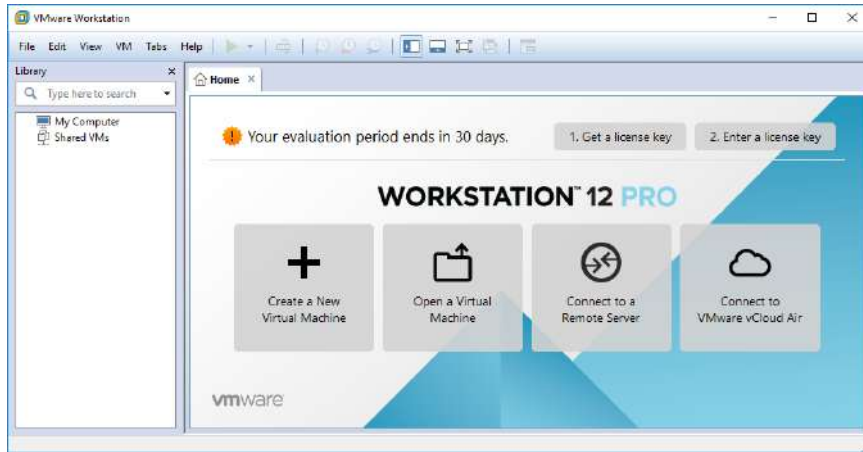 VMware Workstation
File Edit View VM Tabs Help
Library
Type here to search
My Computer
Shared VMs
Home
Your evaluation period ends in 30 days.
1. Get a license key
2. Enter a license key
WORKSTATION™ 12 PRO
Create a New
Virtual Machine
Open a Virtual
Machine
Connect to a
Remote Server
Connect to
VMware vCloud Air
vmware